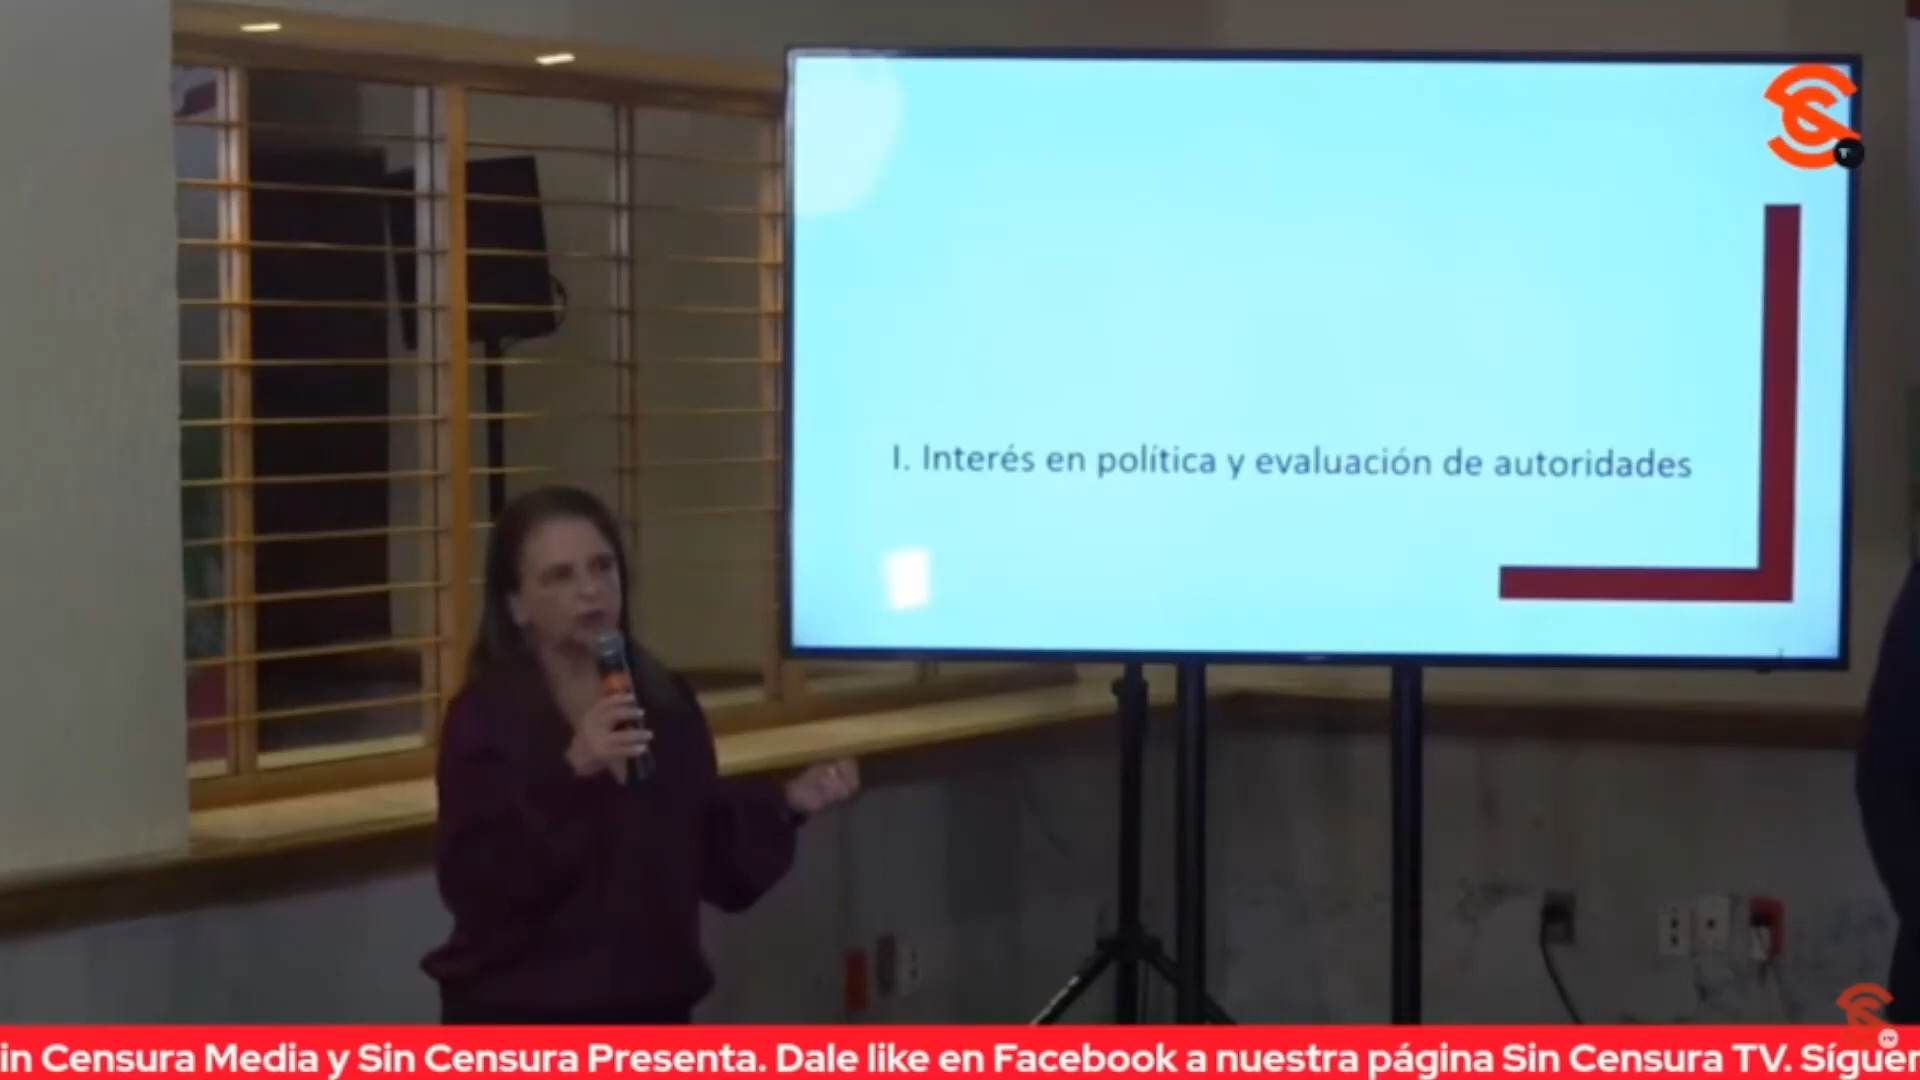 I. Interés en política y evaluación de autoridades
in Censura Media y Sin Censura Presenta. Dale like en Facebook a nuestra página Sin Censura TV. Sígue